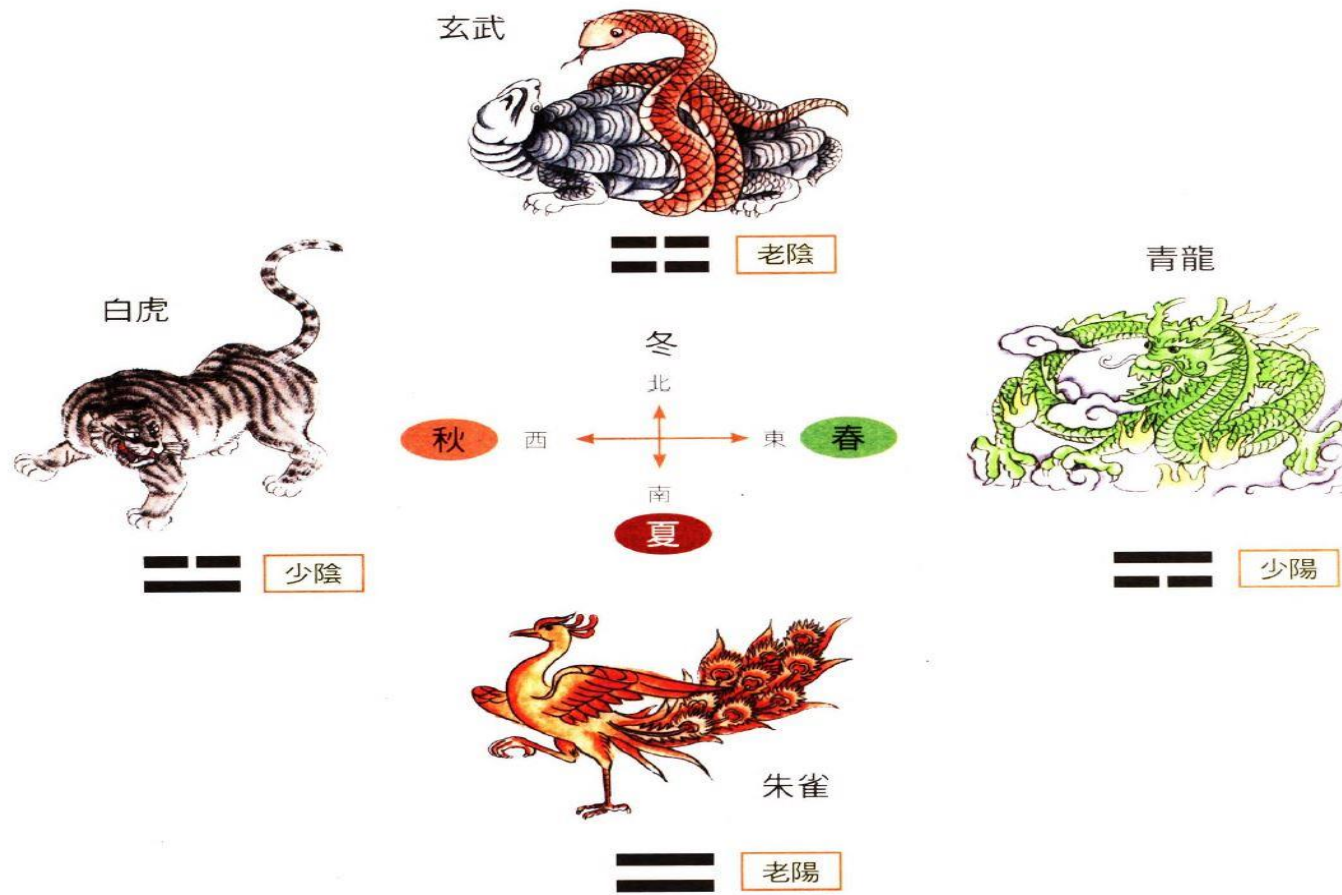 玄武
老陰
青龍
白虎
冬
北
秋
西
東
春
南
夏
少陰
少陽
朱雀
老陽